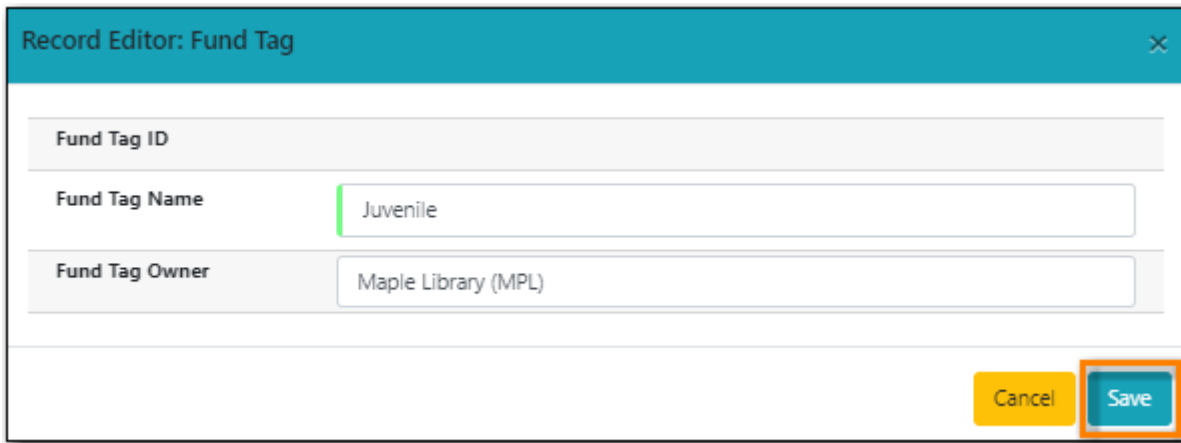 Record Editor: Fund Tag ×
Fund Tag ID
Fund Tag Name Juvenile
Fund Tag Owner Maple Library (MPL)
Cancel Save